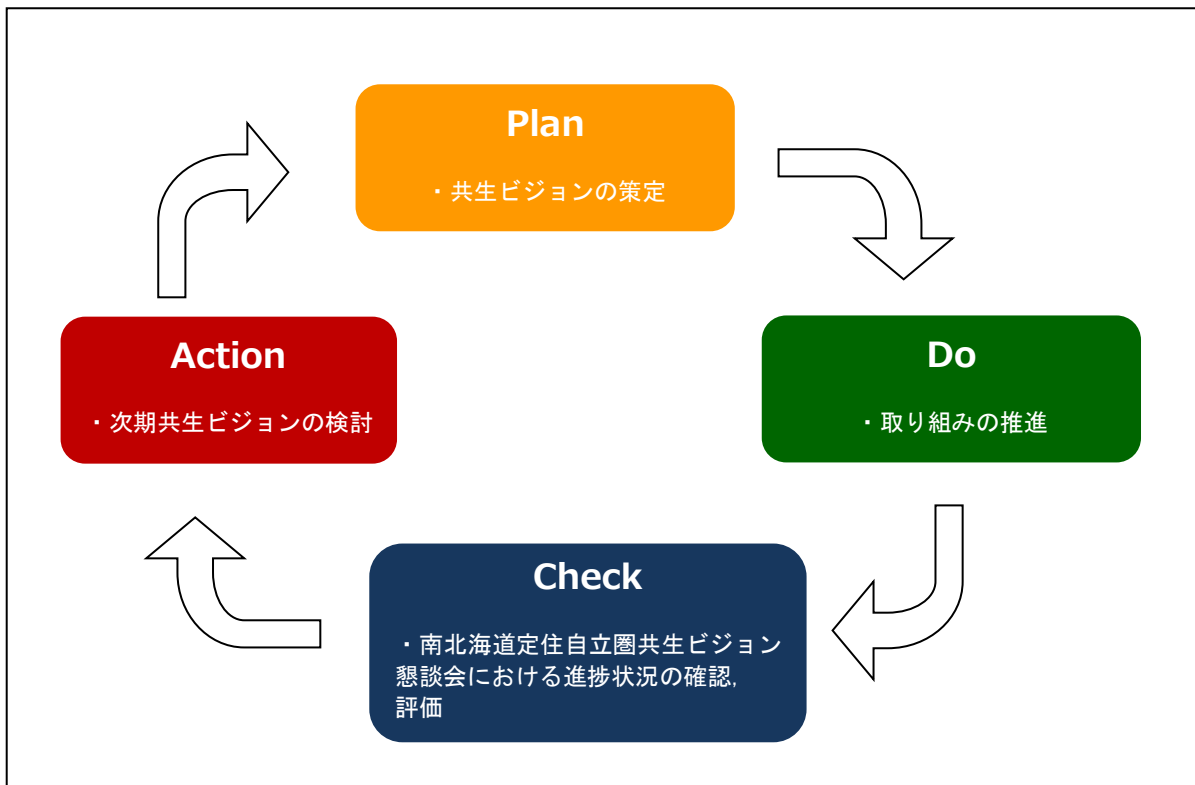 Plan
・共生ビジョンの策定
Do
・取り組みの推進
Check
・南北海道定住自立圏共生ビジョン
懇談会における進捗状況の確認,
評価
Action
・次期共生ビジョンの検討